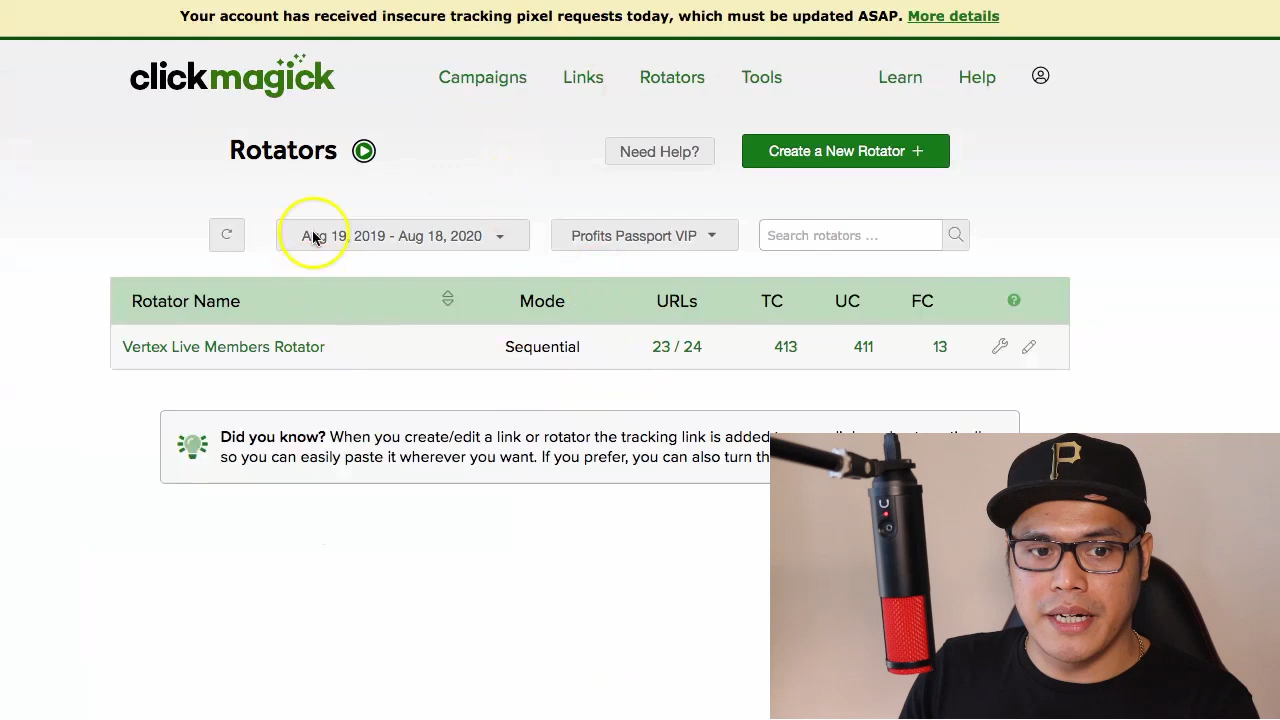 Your account has received insecure tracking pixel requests today, which must be updated ASAP. More details
clickmagick Campaigns Links Rotators Tools Learn Help
Rotators Need Help? Create a New Rotator +
Aug 19, 2019 - Aug 18, 2020 Profits Passport VIP Search rotators ...
Rotator Name Mode URLs TC UC FC ?
Vertex Live Members Rotator Sequential 23 / 24 413 411 13
Did you know? When you create/edit a link or rotator the tracking link is added
so you can easily paste it wherever you want. If you prefer, you can also turn th
P